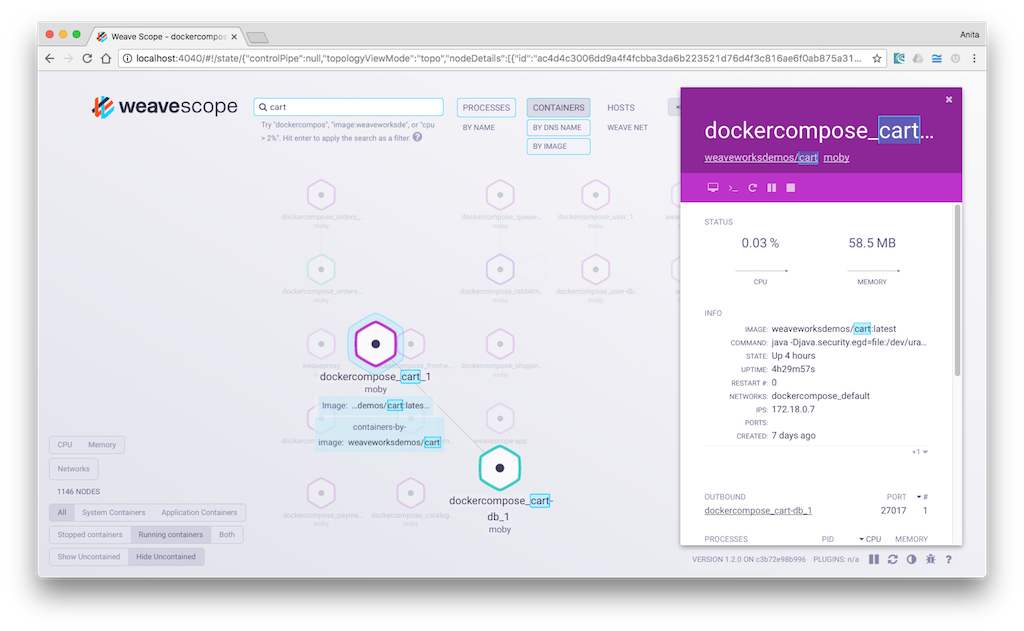 Weave Scope - dockercompos
Anita
localhost:4040/#!/state/{"controlPipe":null,"topologyViewMode":"topo","nodeDetails":[{"id":"ac4d4c3006dd9a4f4fcbba3da6b223521d76d4f3c816ae6f0ab875a31...
weavescope
cart
Try "dockercompos", "image:weaveworksde", or "cpu
> 2%". Hit enter to apply the search as a filter.
PROCESSES CONTAINERS HOSTS
BY NAME BY DNS NAME WEAVE NET
BY IMAGE
dockercompose_orders_...
moby
dockercompose_queue-...
moby
dockercompose_user_1
moby
dockercompose_orders-...
moby
dockercompose_rabbitm...
moby
dockercompose_user-db...
moby
weaveproxy
dockercompose_shippin...
moby
dockercompose_cart_1
moby
Image: ...demos/cart:lates...
containers-by-
image: weaveworksdemos/cart
weavescope-app
dockercompose_cart-
db_1
moby
dockercompose_payme...
moby
dockercompose_catalog...
moby
CPU Memory
Networks
1146 NODES
All System Containers Application Containers
Stopped containers Running containers Both
Show Uncontained Hide Uncontained
dockercompose_cart...
weaveworksdemos/cart moby
STATUS
0.03 % 58.5 MB
CPU MEMORY
INFO
IMAGE: weaveworksdemos/cart:latest
COMMAND: java -Djava.security.egd=file:/dev/ura...
STATE: Up 4 hours
UPTIME: 4h29m57s
RESTART #: 0
NETWORKS: dockercompose_default
IPS: 172.18.0.7
PORTS:
CREATED: 7 days ago
+1
OUTBOUND PORT #
dockercompose_cart-db_1 27017 1
PROCESSES PID CPU MEMORY
VERSION 1.2.0 ON c3b72e98b996 PLUGINS: n/a